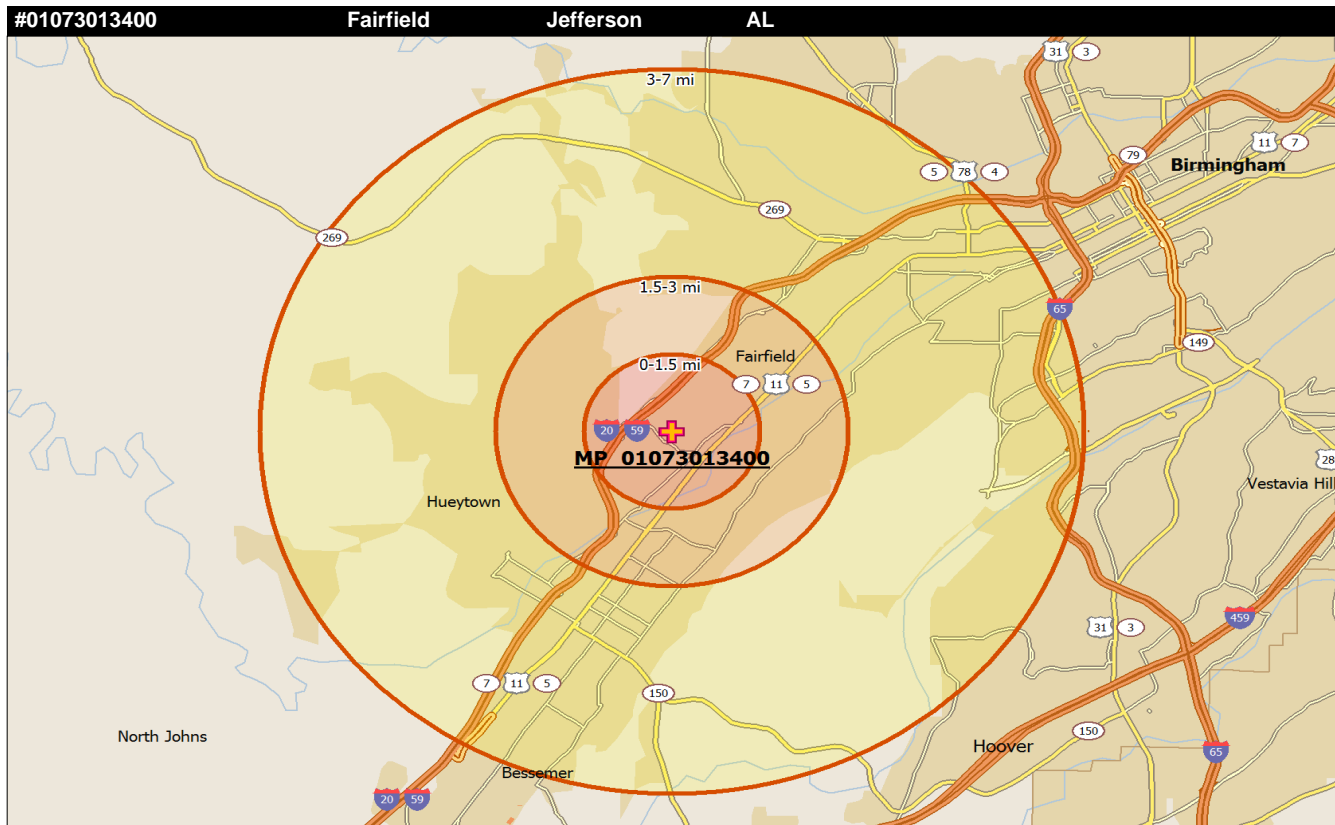 #01073013400 Fairfield Jefferson AL
31 3
3-7 mi
11 7
79
Birmingham
5 78 4
269
269
1.5-3 mi
65
149
Fairfield
0-1.5 mi
7 11 5
20 59
MP 01073013400
28
Vestavia Hill
Hueytown
459
31 3
7 11 5
150
150
North Johns
Hoover
65
Bessemer
20 59